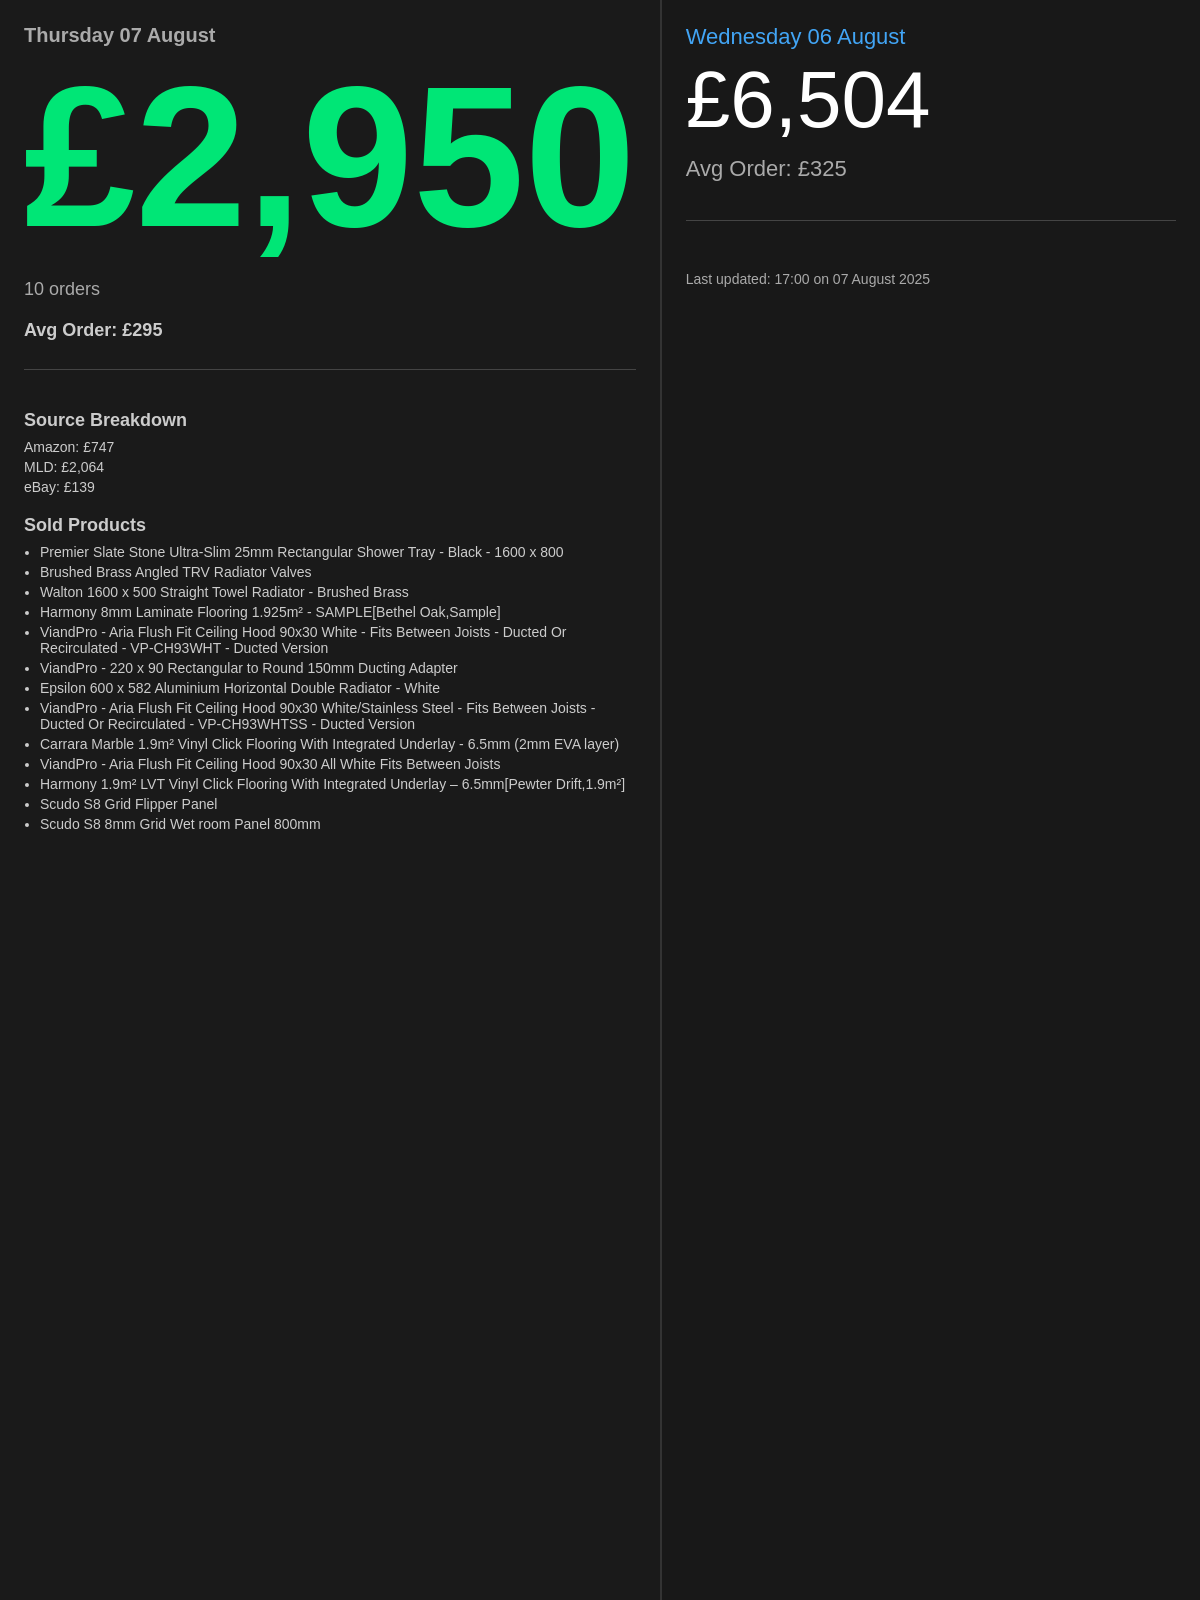 Thursday 07 August
£2,950
10 orders
Avg Order: £295
Source Breakdown
Amazon: £747
MLD: £2,064
eBay: £139
Sold Products
• Premier Slate Stone Ultra-Slim 25mm Rectangular Shower Tray - Black - 1600 x 800
• Brushed Brass Angled TRV Radiator Valves
• Walton 1600 x 500 Straight Towel Radiator - Brushed Brass
• Harmony 8mm Laminate Flooring 1.925m² - SAMPLE[Bethel Oak,Sample]
• ViandPro - Aria Flush Fit Ceiling Hood 90x30 White - Fits Between Joists - Ducted Or
Recirculated - VP-CH93WHT - Ducted Version
• ViandPro - 220 x 90 Rectangular to Round 150mm Ducting Adapter
• Epsilon 600 x 582 Aluminium Horizontal Double Radiator - White
• ViandPro - Aria Flush Fit Ceiling Hood 90x30 White/Stainless Steel - Fits Between Joists -
Ducted Or Recirculated - VP-CH93WHTSS - Ducted Version
• Carrara Marble 1.9m² Vinyl Click Flooring With Integrated Underlay - 6.5mm (2mm EVA layer)
• ViandPro - Aria Flush Fit Ceiling Hood 90x30 All White Fits Between Joists
• Harmony 1.9m² LVT Vinyl Click Flooring With Integrated Underlay – 6.5mm[Pewter Drift,1.9m²]
• Scudo S8 Grid Flipper Panel
• Scudo S8 8mm Grid Wet room Panel 800mm
Wednesday 06 August
£6,504
Avg Order: £325
Last updated: 17:00 on 07 August 2025